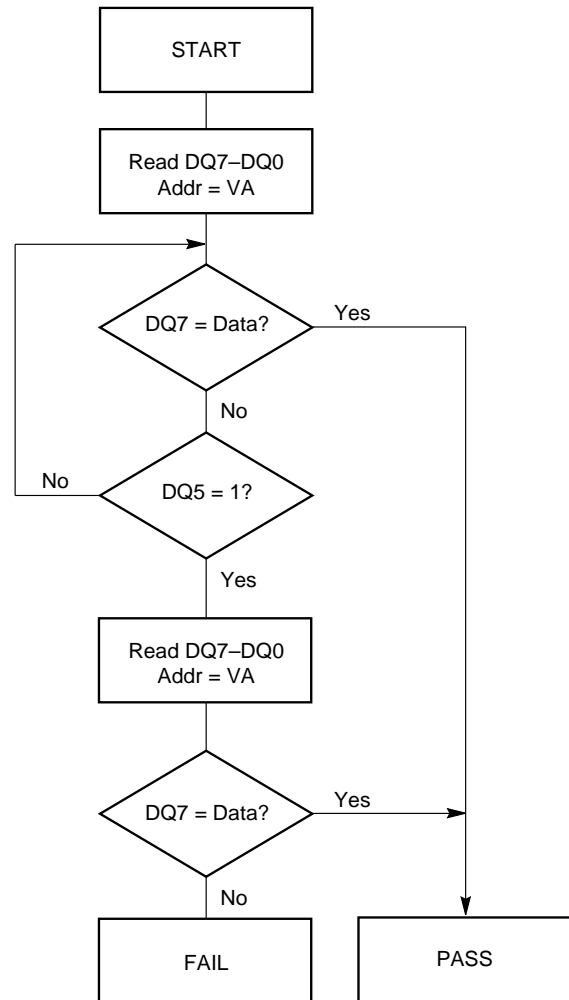 START
Read DQ7–DQ0
Addr = VA
DQ7 = Data?
Yes
No
No
DQ5 = 1?
Yes
Read DQ7–DQ0
Addr = VA
DQ7 = Data?
Yes
No
FAIL
PASS